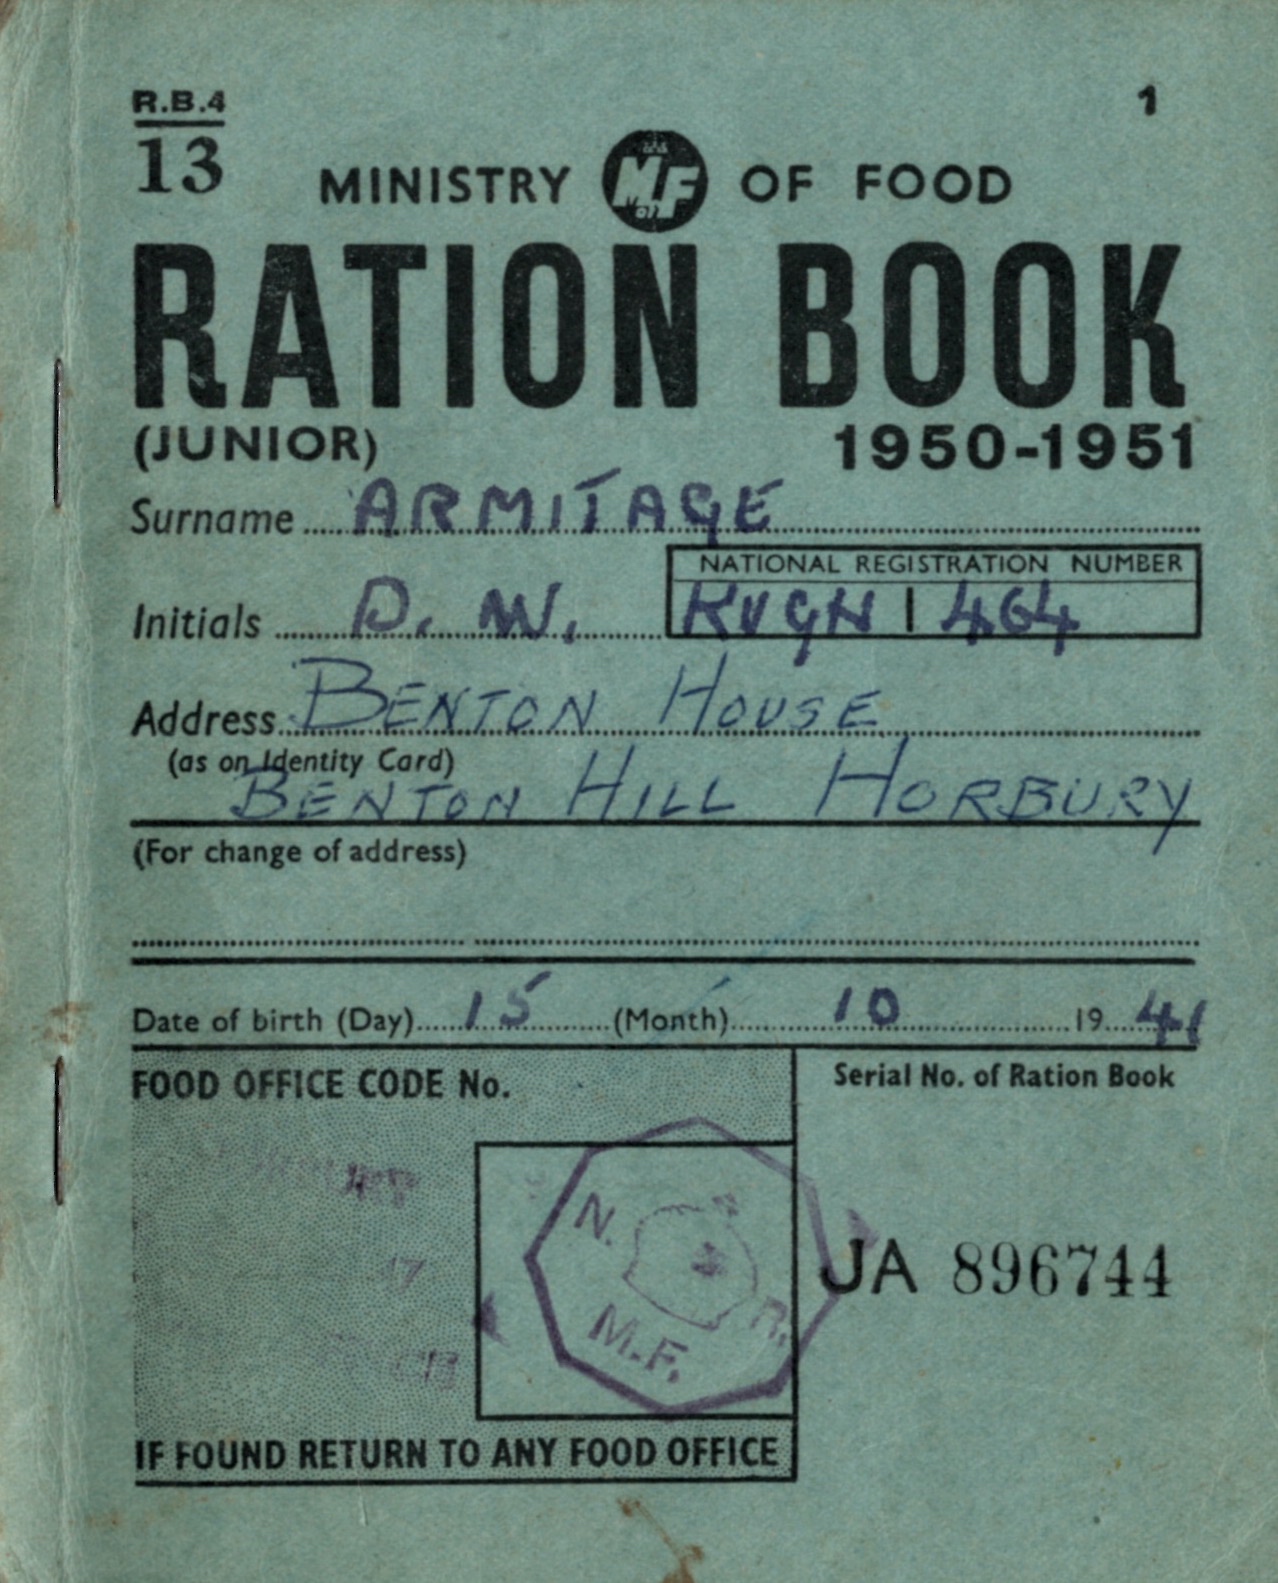 R.B.4
13
1
MINISTRY MF OF FOOD
RATION BOOK
(JUNIOR) 1950-1951
Surname ARMITAGE
NATIONAL REGISTRATION NUMBER
Initials D. W. KVGH 464
Address BENTON HOUSE
(as on Identity Card)
BENTON HILL HORBURY
(For change of address)
Date of birth (Day) 15 (Month) 10 1941
FOOD OFFICE CODE No.
Serial No. of Ration Book
N.
R.
M.F.
JA 896744
IF FOUND RETURN TO ANY FOOD OFFICE